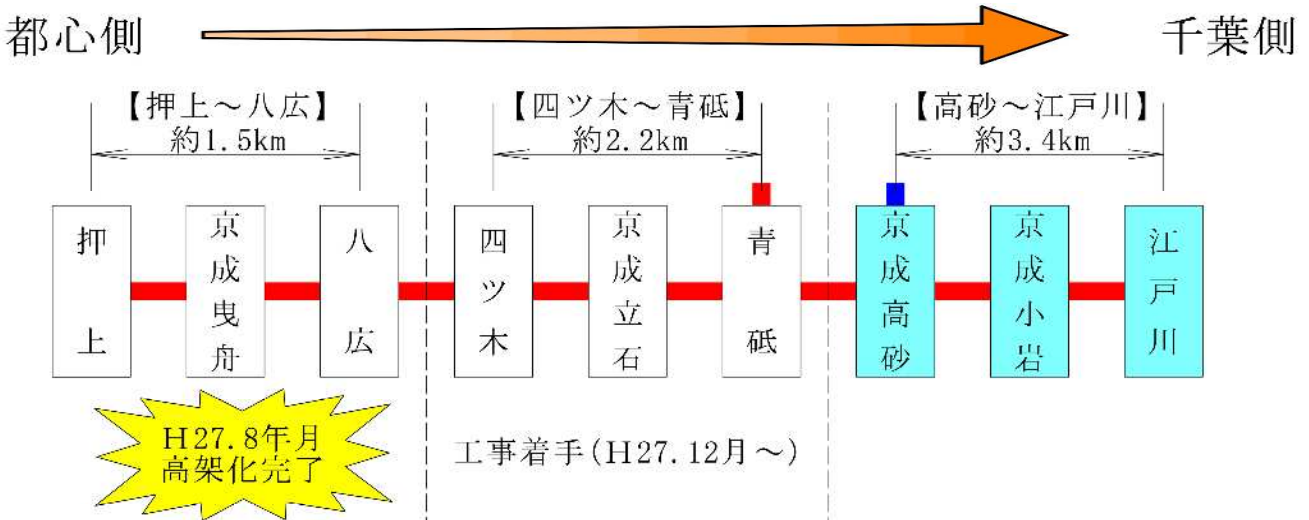 都心側
千葉側
【押上～八広】
約1.5km
【四ツ木～青砥】
約2.2km
【高砂～江戸川】
約3.4km
押上
京成曳舟
八広
四ツ木
京成立石
青砥
京成高砂
京成小岩
江戸川
H27.8年月
高架化完了
工事着手(H27.12月～)